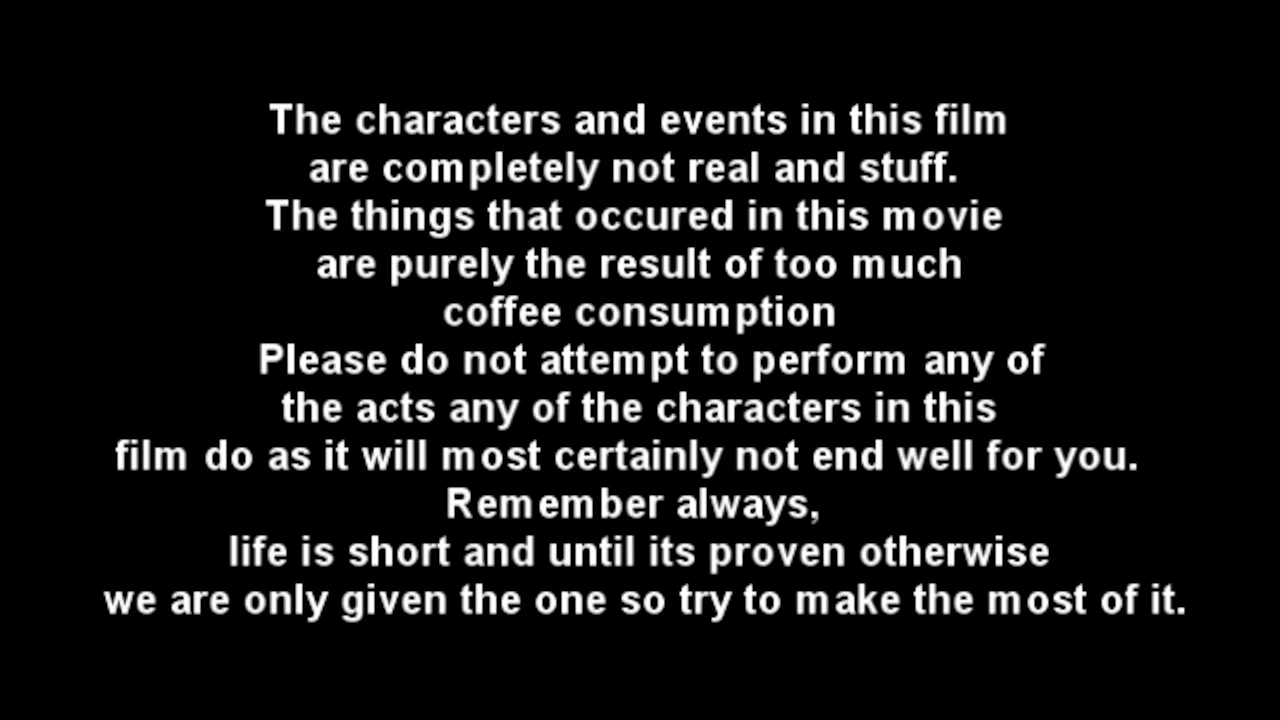 The characters and events in this film
are completely not real and stuff.
The things that occured in this movie
are purely the result of too much
coffee consumption
Please do not attempt to perform any of
the acts any of the characters in this
film do as it will most certainly not end well for you.
Remember always,
life is short and until its proven otherwise
we are only given the one so try to make the most of it.